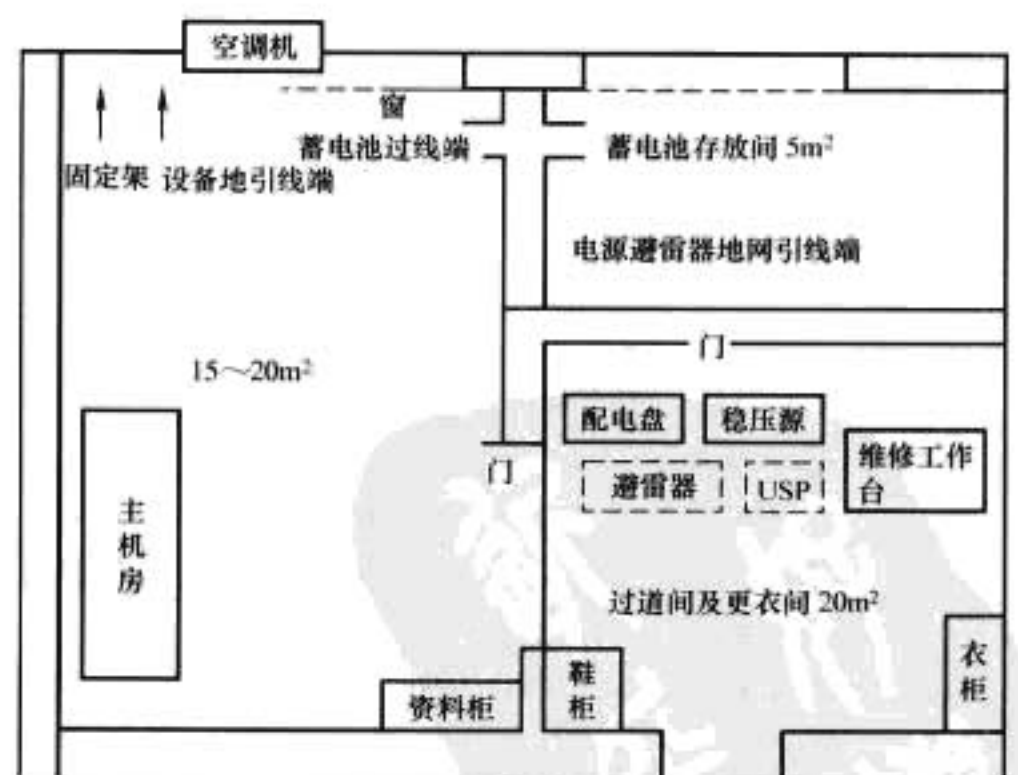 空调机
窗
蓄电池过线端
蓄电池存放间 5m²
固定架
设备地引线端
电源避雷器地网引线端
门
15～20m²
配电盘
稳压源
维修工作
台
门
避雷器
USP
主
机
房
过道间及更衣间 20m²
衣
柜
鞋
柜
资料柜